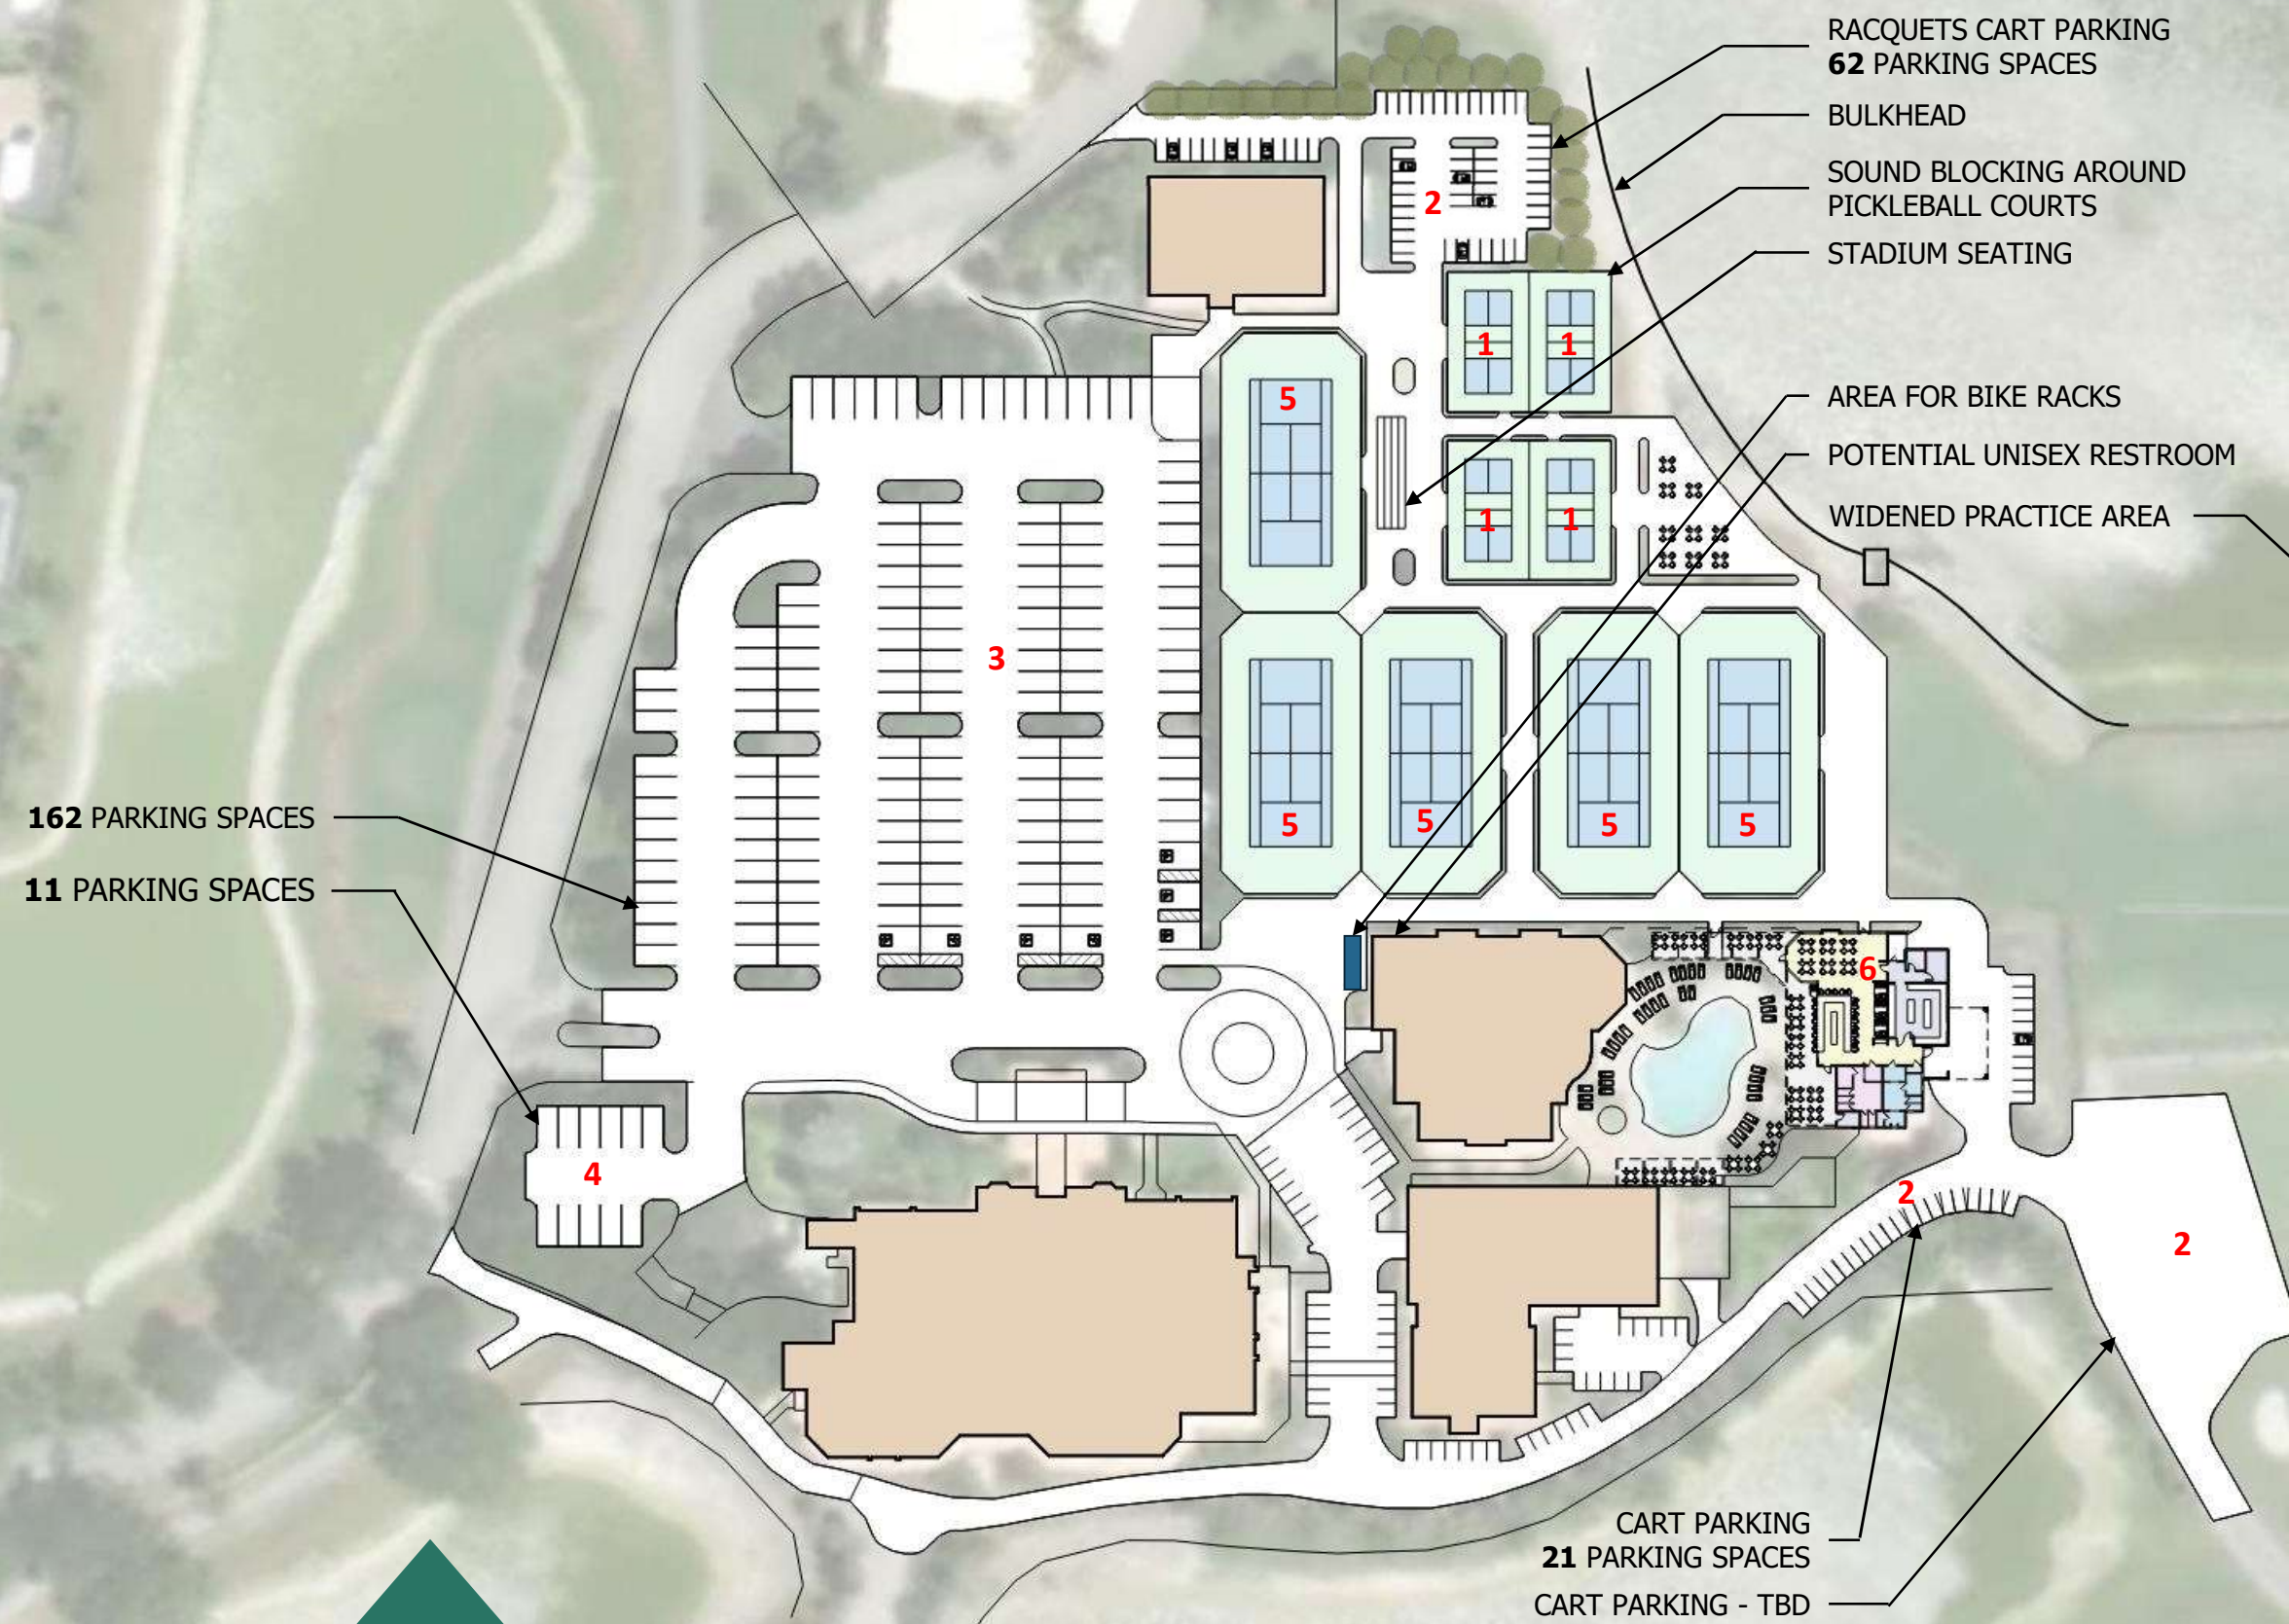 RACQUETS CART PARKING
62 PARKING SPACES
BULKHEAD
SOUND BLOCKING AROUND
PICKLEBALL COURTS
2
STADIUM SEATING
1 1
5
AREA FOR BIKE RACKS
POTENTIAL UNISEX RESTROOM
1 1
WIDENED PRACTICE AREA
3
162 PARKING SPACES
5 5 5 5
11 PARKING SPACES
6
4
2
2
CART PARKING
21 PARKING SPACES
CART PARKING - TBD